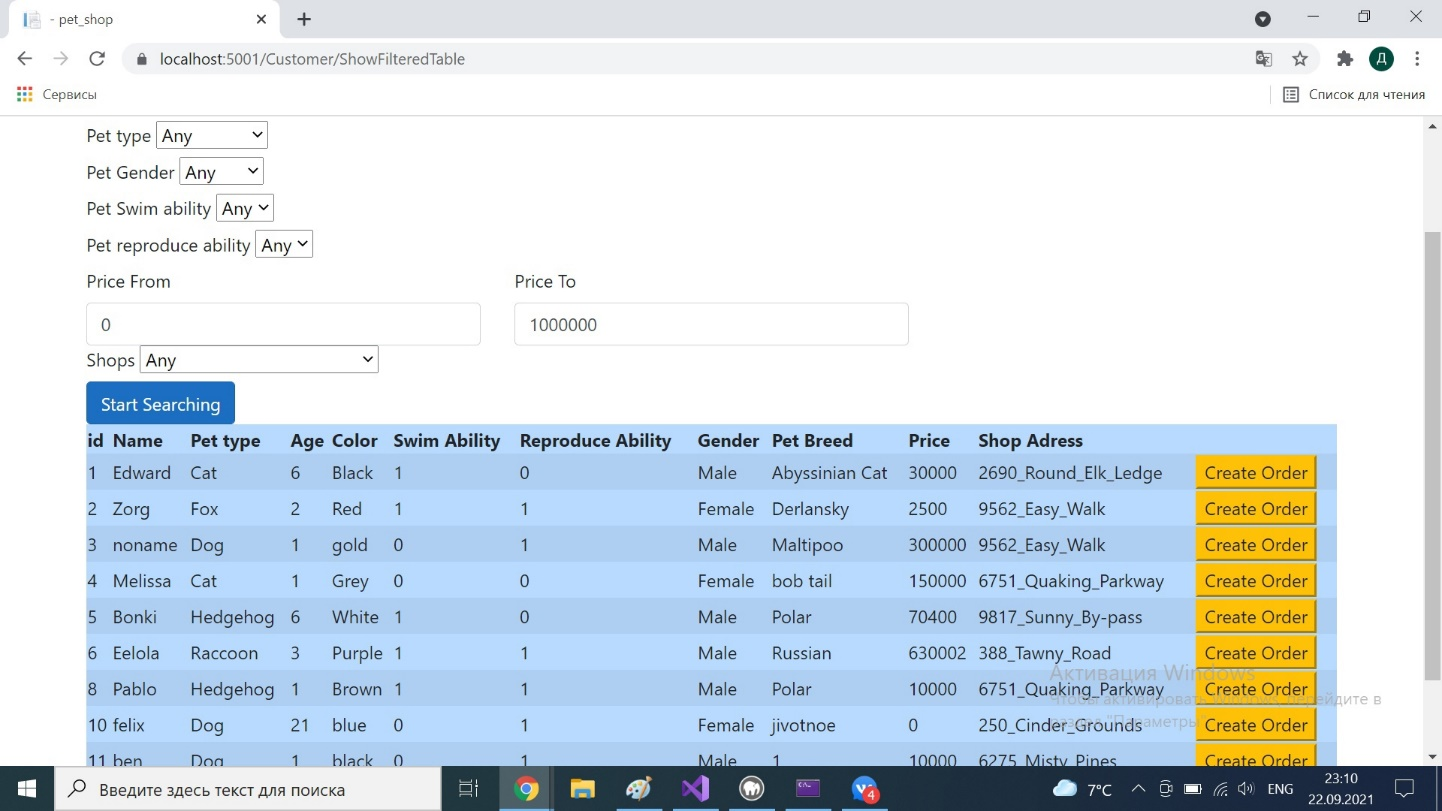 - pet_shop
localhost:5001/Customer/ShowFilteredTable
Д
Сервисы
Список для чтения
Pet type Any
Pet Gender Any
Pet Swim ability Any
Pet reproduce ability Any
Price From Price To
0 1000000
Shops Any
Start Searching
id Name Pet type Age Color Swim Ability Reproduce Ability Gender Pet Breed Price Shop Adress
1 Edward Cat 6 Black 1 0 Male Abyssinian Cat 30000 2690_Round_Elk_Ledge Create Order
2 Zorg Fox 2 Red 1 1 Female Derlansky 2500 9562_Easy_Walk Create Order
3 noname Dog 1 gold 0 1 Male Maltipoo 300000 9562_Easy_Walk Create Order
4 Melissa Cat 1 Grey 0 0 Female bob tail 150000 6751_Quaking_Parkway Create Order
5 Bonki Hedgehog 6 White 1 0 Male Polar 70400 9817_Sunny_By-pass Create Order
6 Eelola Raccoon 3 Purple 1 1 Male Russian 630002 388_Tawny_Road Create Order
Активация Windows
8 Pablo Hedgehog 1 Brown 1 1 Male Polar 10000 6751_Quaking_Parkway Create Order
Чтобы активировать Windows, перейдите в
раздел "Параметры".
10 felix Dog 21 blue 0 1 Female jivotnoe 0 250_Cinder_Grounds Create Order
11 ben Dog 1 black 0 1 Male 1 10000 6275_Misty_Pines Create Order
Введите здесь текст для поиска
4
7°C
ENG
23:10
22.09.2021